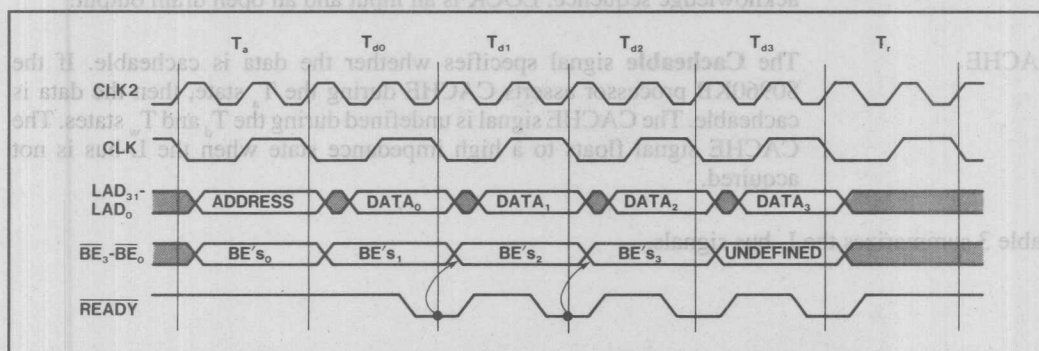 acknowledge sequence. LOCK is an input and an open drain output.
CACHE
The Cacheable signal specifies whether the data is cacheable. If the
80960KB processor asserts CACHE during the Ta state, then the data is
cacheable. The CACHE signal is undefined during the Td and Tw states. The
CACHE signal floats to a high impedance state when the L-bus is not
acquired.
Table 3 summarizes the L-bus signals.
Ta Td0 Td1 Td2 Td3 Tr
CLK2
CLK
LAD31-
LAD0
ADDRESS DATA0 DATA1 DATA2 DATA3
BE3-BE0 BE's0 BE's1 BE's2 BE's3 UNDEFINED
READY